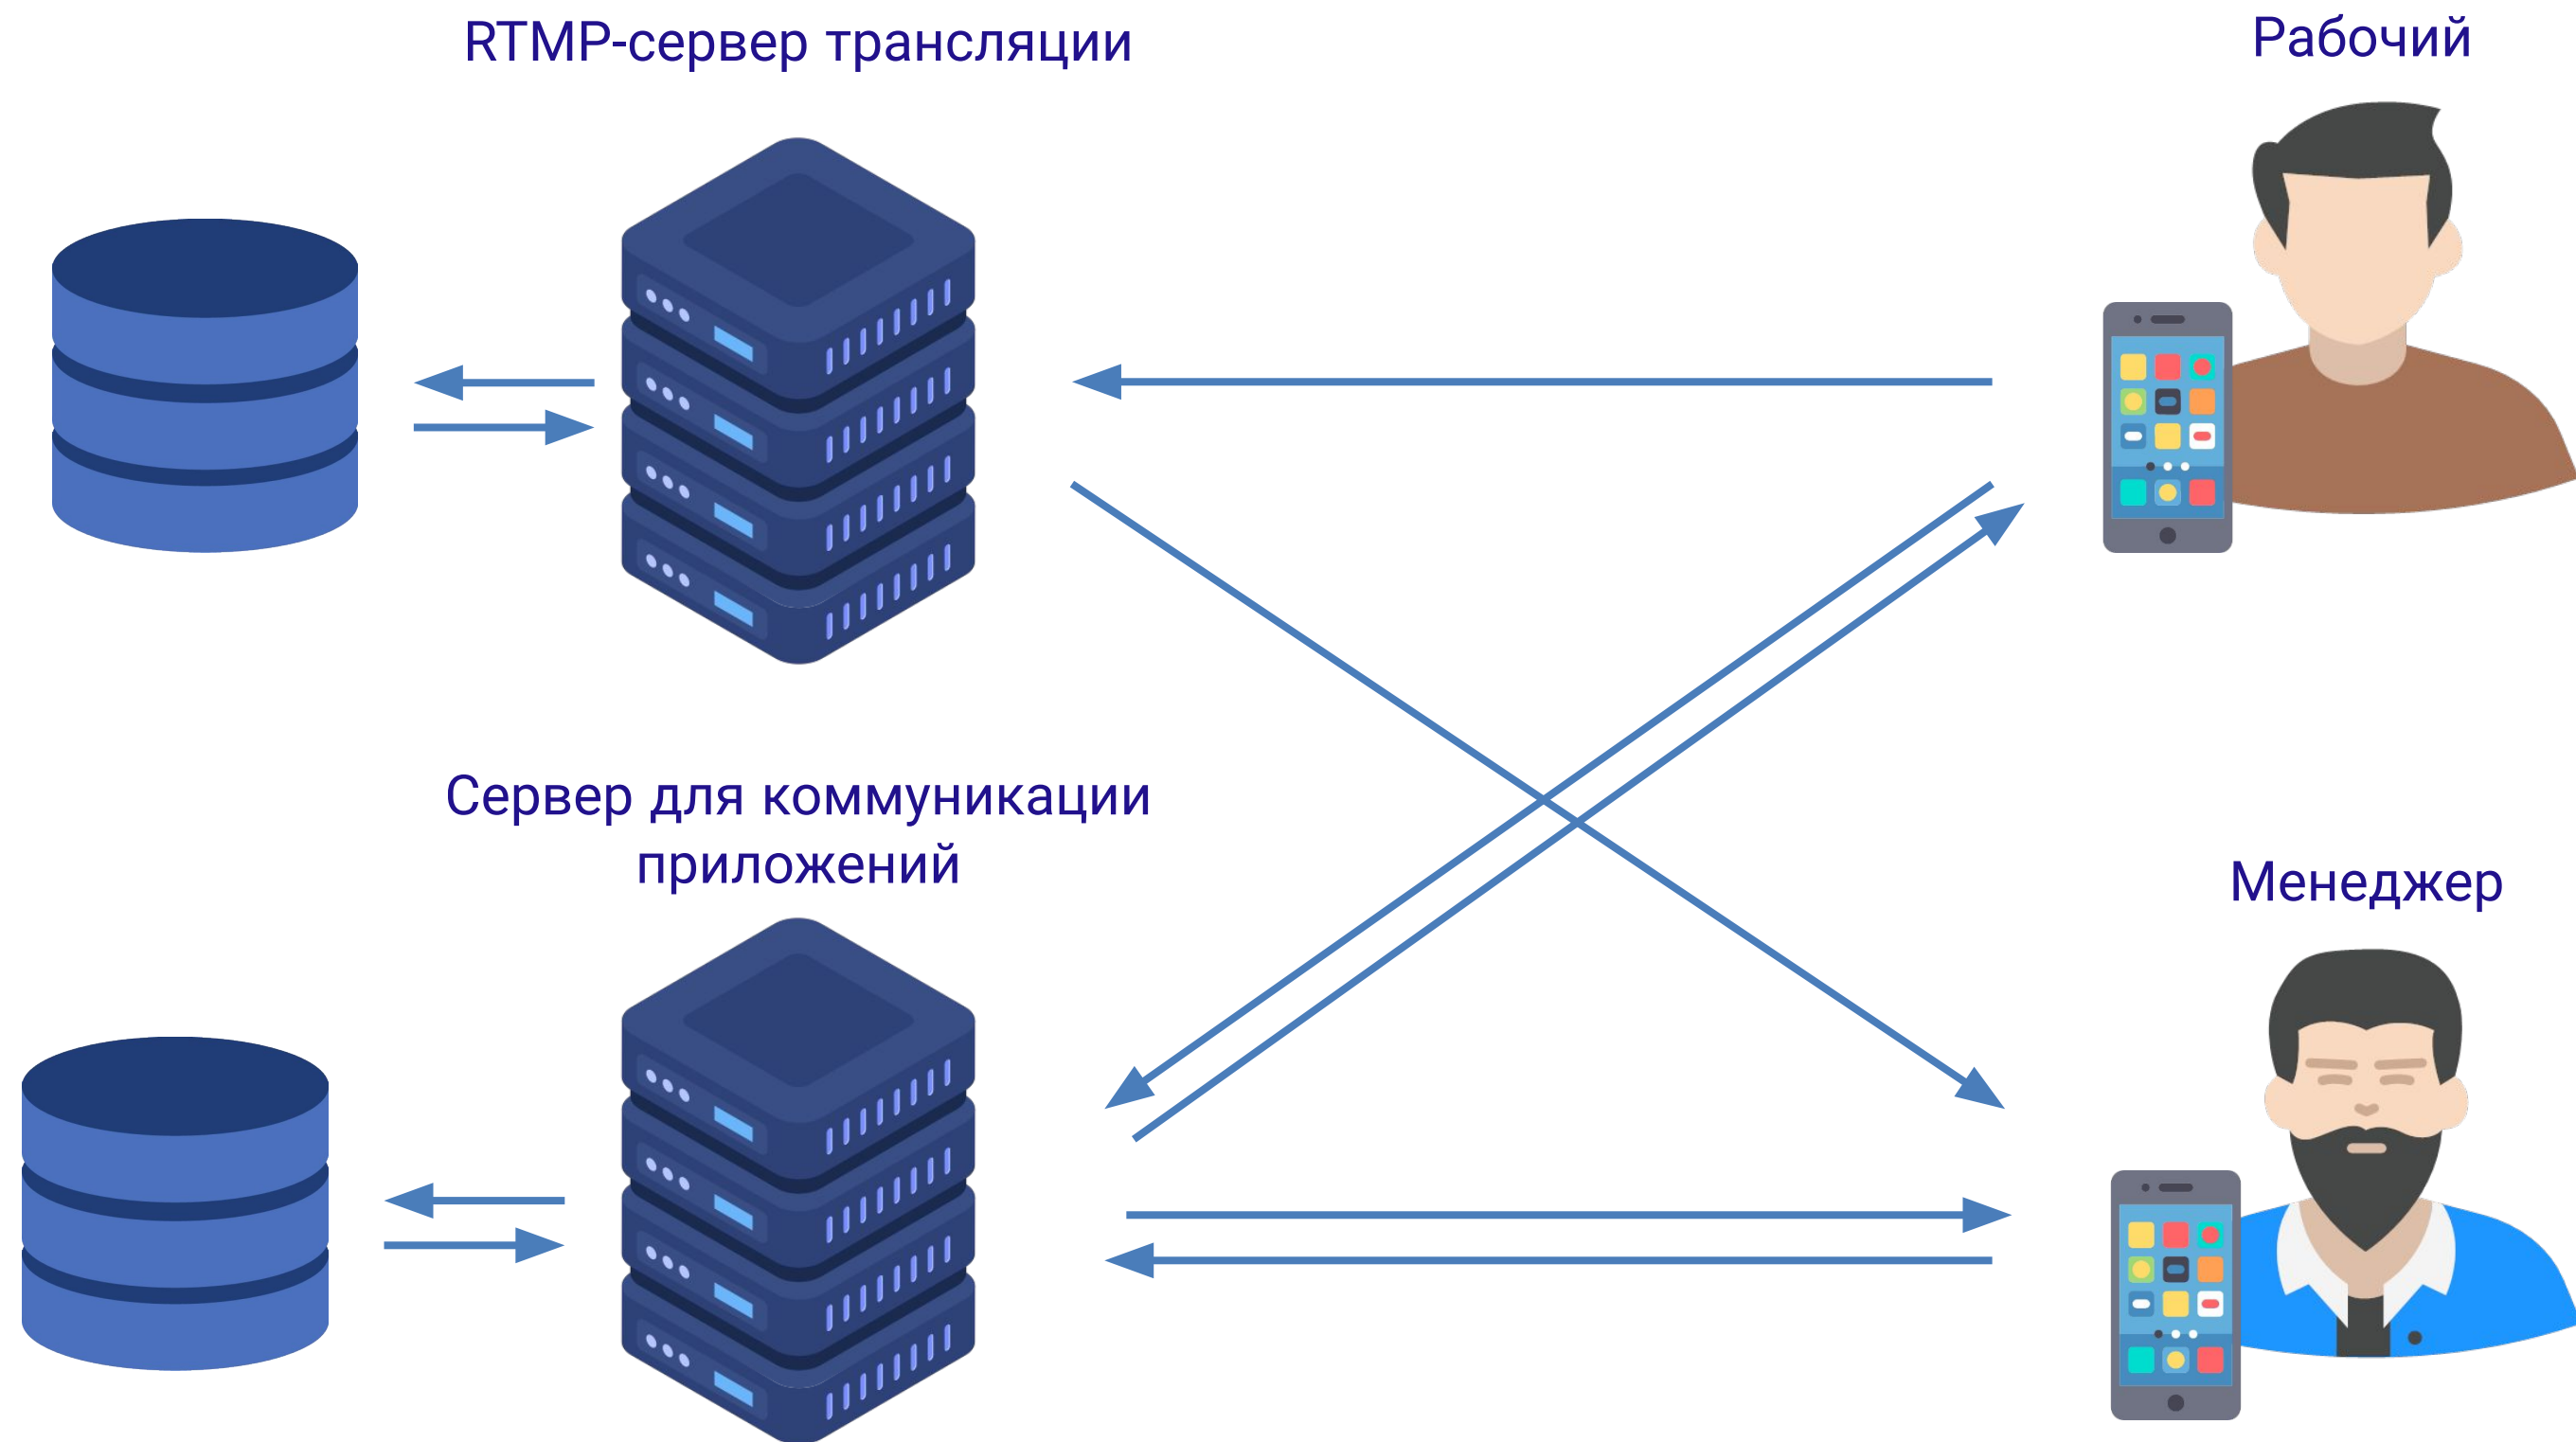 RTMP-сервер трансляции
Рабочий
Сервер для коммуникации
приложений
Менеджер